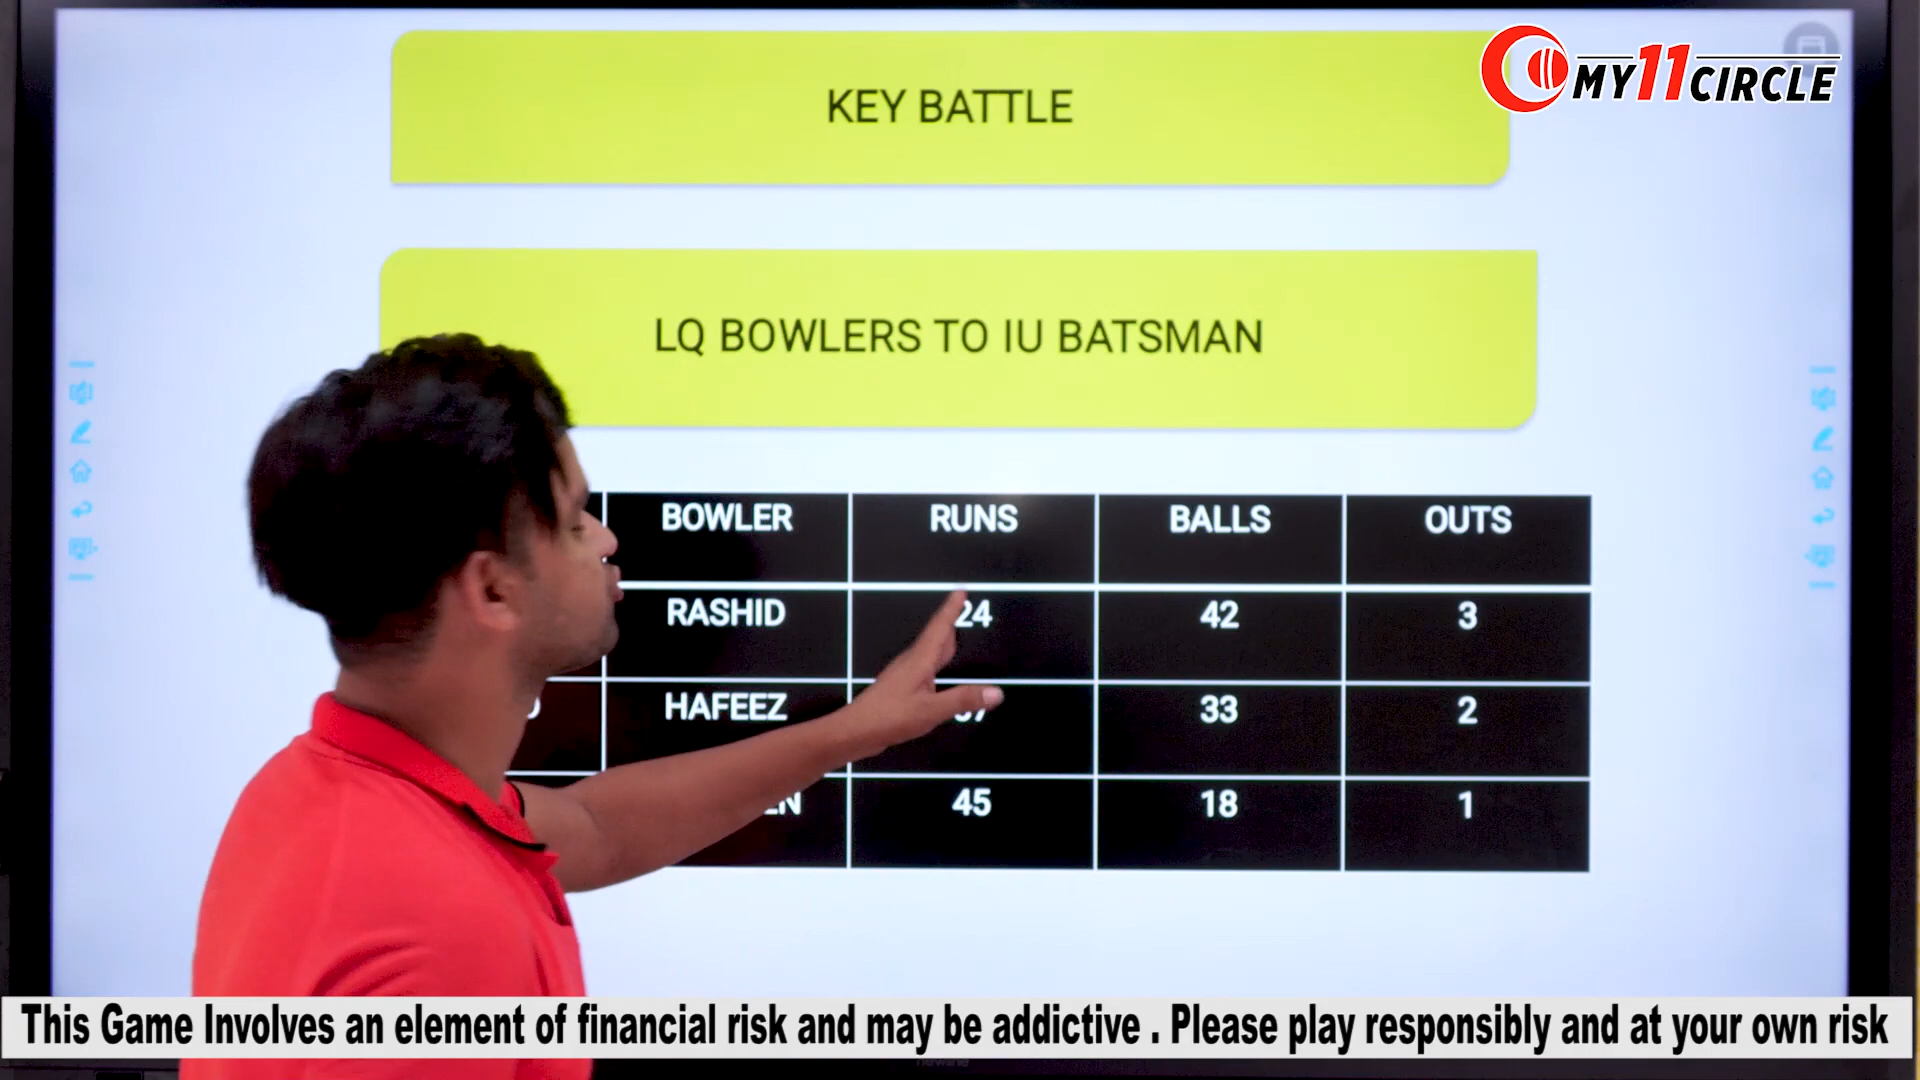 KEY BATTLE
MY11CIRCLE
LQ BOWLERS TO IU BATSMAN
BOWLER RUNS BALLS OUTS
RASHID 24 42 3
HAFEEZ 33 2
45 18 1
This Game Involves an element of financial risk and may be addictive . Please play responsibly and at your own risk